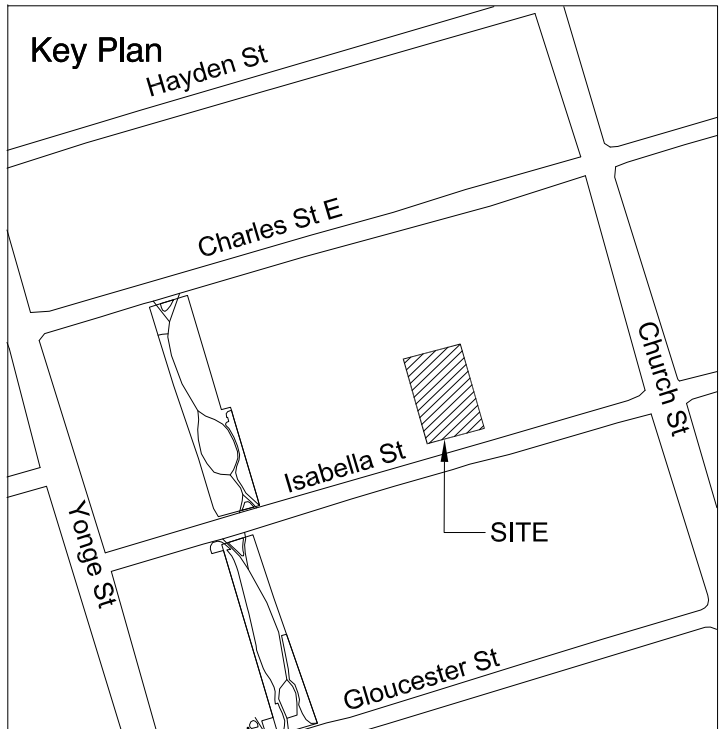 Key Plan
Hayden St
Charles St E
Church St
Isabella St
Yonge St
SITE
Gloucester St